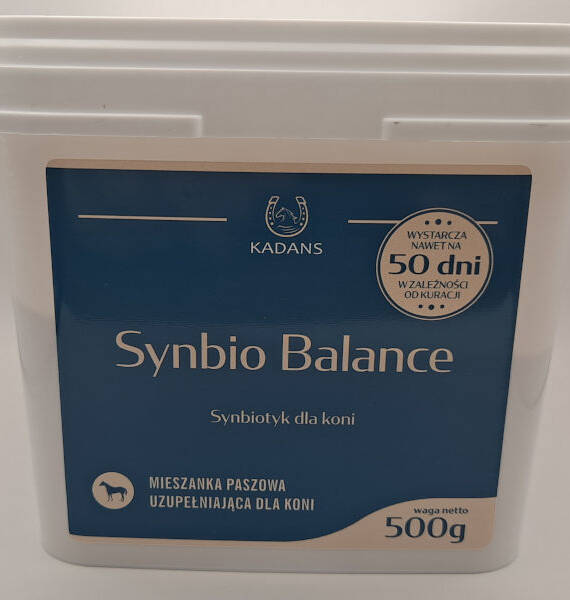 KADANS
WYSTARCZA
NAWET NA
50 dni
W ZALEŻNOŚCI
OD KURACJI
Synbio Balance
Synbiotyk dla koni
MIESZANKA PASZOWA
UZUPEŁNIAJĄCA DLA KONI
waga netto
500g